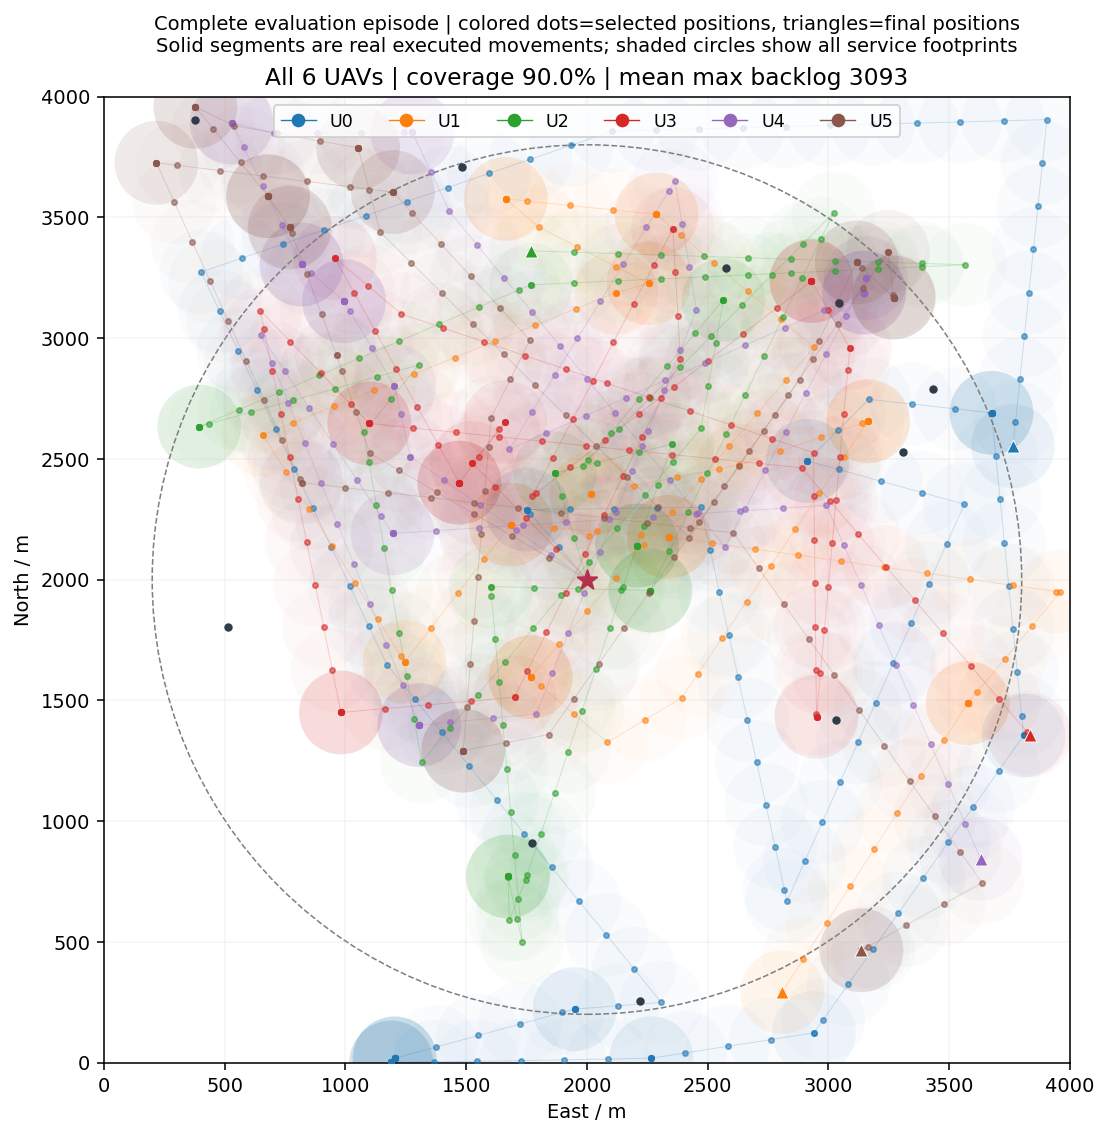 Complete evaluation episode | colored dots=selected positions, triangles=final positions
Solid segments are real executed movements; shaded circles show all service footprints
All 6 UAVs | coverage 90.0% | mean max backlog 3093
U0 U1 U2 U3 U4 U5
4000
3500
3000
2500
2000
1500
1000
500
0
North / m
0 500 1000 1500 2000 2500 3000 3500 4000
East / m